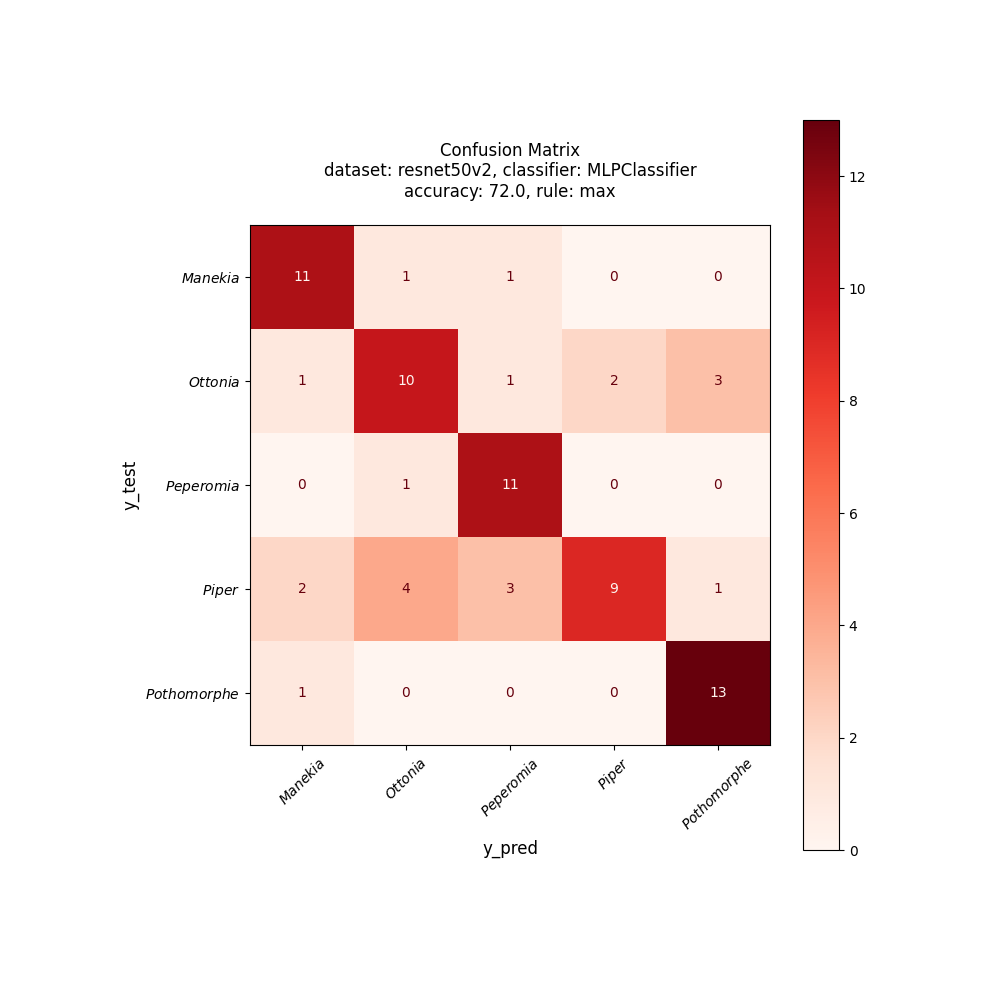 Confusion Matrix
dataset: resnet50v2, classifier: MLPClassifier
accuracy: 72.0, rule: max
y_test
Manekia 11 1 1 0 0
Ottonia 1 10 1 2 3
Peperomia 0 1 11 0 0
Piper 2 4 3 9 1
Pothomorphe 1 0 0 0 13
Manekia Ottonia Peperomia Piper Pothomorphe
y_pred
12
10
8
6
4
2
0